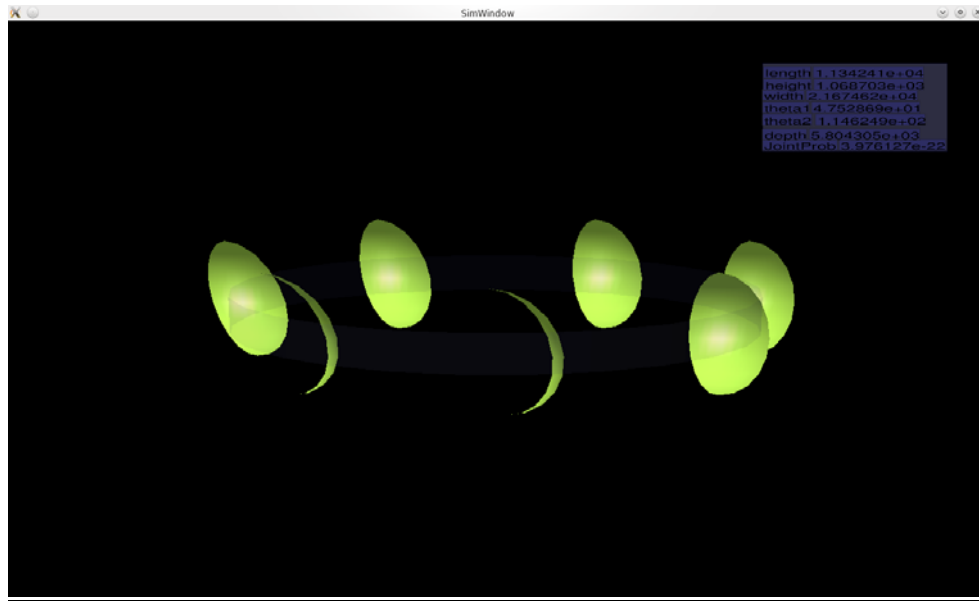 SimWindow
length 1.134241e+04
height 1.068703e+03
width 2.167462e+04
theta1 4.752869e+01
theta2 1.146249e+02
depth 5.804305e+03
JointProb 3.976127e-22